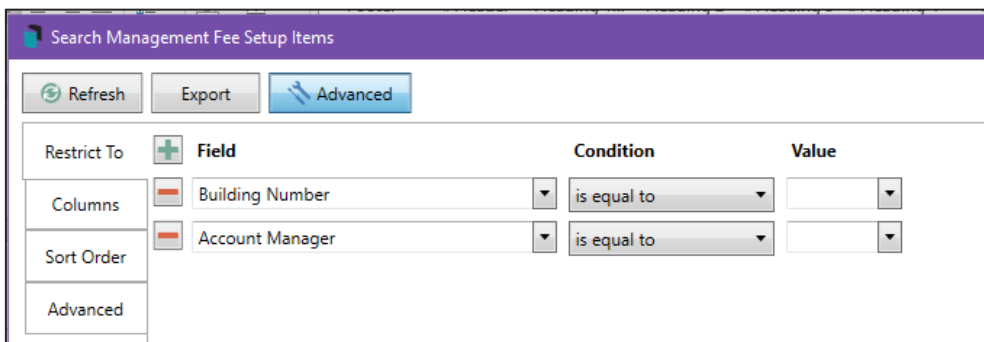 Search Management Fee Setup Items
Refresh Export Advanced
Restrict To Field Condition Value
Building Number is equal to
Columns
Account Manager is equal to
Sort Order
Advanced